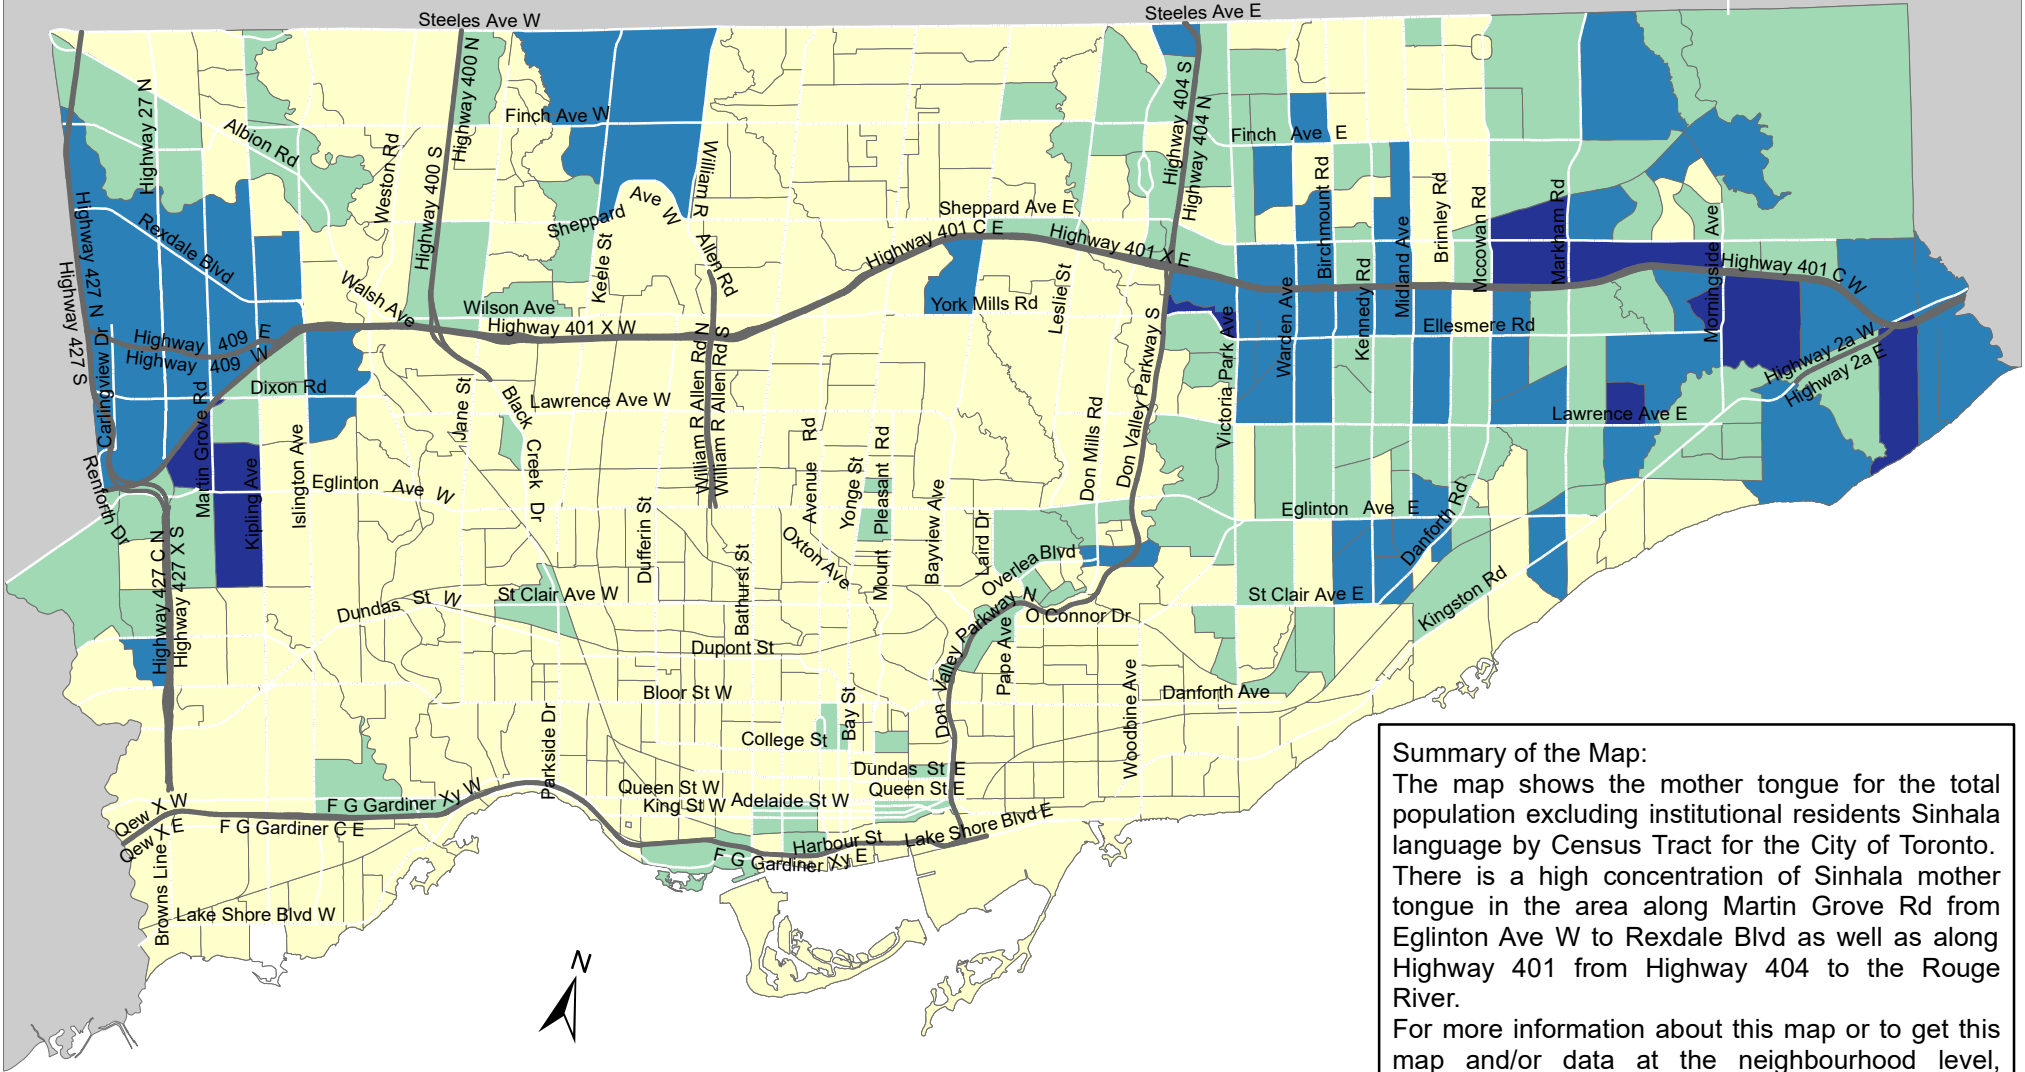 Steeles Ave W
Steeles Ave E
Highway 27 N
Albion Rd
Weston Rd
Highway 400 N
Highway 400 S
Finch Ave W
William R
Allen Rd
Sheppard Ave W
Keele St
Highway 404 S
Highway 404 N
Finch Ave E
Birchmount Rd
Midland Ave
Brimley Rd
Mccowan Rd
Markham Rd
Morningside Ave
Highway 427 N
Highway 427 S
Rexdale Blvd
Walsh Ave
Wilson Ave
Highway 401 X W
Highway 401 C E
Sheppard Ave E
Highway 401 X E
York Mills Rd
Leslie St
Victoria Park Ave
Warden Ave
Kennedy Rd
Ellesmere Rd
Highway 401 C W
Highway 2a W
Highway 2a E
Highway 409 E
Highway 409 W
Carlingview Dr
Dixon Rd
Martin Grove Rd
Kipling Ave
Islington Ave
Jane St
Black Creek Dr
Lawrence Ave W
William R Allen Rd N
William R Allen Rd S
Lawrence Ave E
Don Mills Rd
Don Valley Parkway S
Renforth Dr
Eglinton Ave W
Eglinton Ave E
Danforth Rd
Avenue Rd
Yonge St
Mount Pleasant Rd
Bayview Ave
Laird Dr
Overlea Blvd
Oxton Ave
Dufferin St
Bathurst St
Highway 427 C N
Highway 427 X S
Dundas St W
St Clair Ave W
St Clair Ave E
Kingston Rd
Don Valley Parkway N
O Connor Dr
Pape Ave
Woodbine Ave
Dupont St
Bloor St W
Danforth Ave
Bay St
College St
Parkside Dr
Dundas St E
Queen St E
Queen St W
King St W
Adelaide St W
Qew X W
Qew X E
F G Gardiner Xy W
F G Gardiner C E
Harbour St
Lake Shore Blvd E
F G Gardiner Xy E
Browns Line
Lake Shore Blvd W
N
Summary of the Map:
The map shows the mother tongue for the total
population excluding institutional residents Sinhala
language by Census Tract for the City of Toronto.
There is a high concentration of Sinhala mother
tongue in the area along Martin Grove Rd from
Eglinton Ave W to Rexdale Blvd as well as along
Highway 401 from Highway 404 to the Rouge
River.
For more information about this map or to get this
map and/or data at the neighbourhood level,